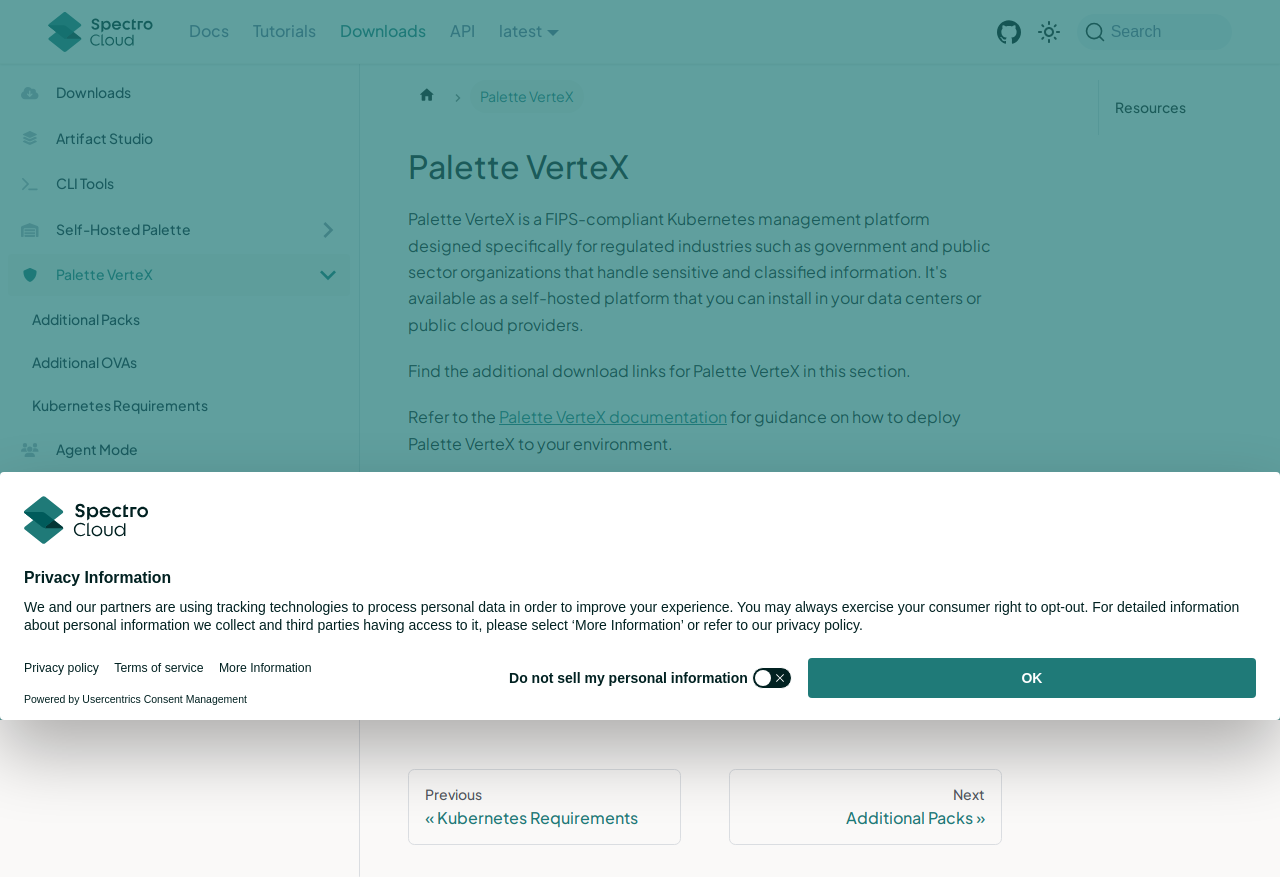 Spectro Cloud
Docs
Tutorials
Downloads
API
latest
Search
Downloads
Artifact Studio
CLI Tools
Self-Hosted Palette
Palette VerteX
Additional Packs
Additional OVAs
Kubernetes Requirements
Agent Mode
Palette VerteX
Resources
Palette VerteX
Palette VerteX is a FIPS-compliant Kubernetes management platform
designed specifically for regulated industries such as government and public
sector organizations that handle sensitive and classified information. It's
available as a self-hosted platform that you can install in your data centers or
public cloud providers.
Find the additional download links for Palette VerteX in this section.
Refer to the Palette VerteX documentation for guidance on how to deploy
Palette VerteX to your environment.
Spectro
Cloud
Privacy Information
We and our partners are using tracking technologies to process personal data in order to improve your experience. You may always exercise your consumer right to opt-out. For detailed information
about personal information we collect and third parties having access to it, please select ‘More Information’ or refer to our privacy policy.
Privacy policy
Terms of service
More Information
Do not sell my personal information
OK
Powered by Usercentrics Consent Management
Previous
« Kubernetes Requirements
Next
Additional Packs »